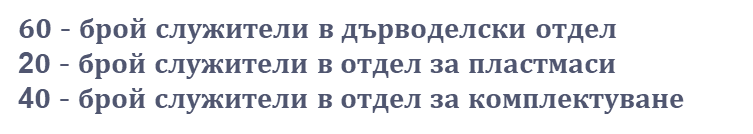 60 - брой служители в дърводелски отдел
20 - брой служители в отдел за пластмаси
40 - брой служители в отдел за комплектуване